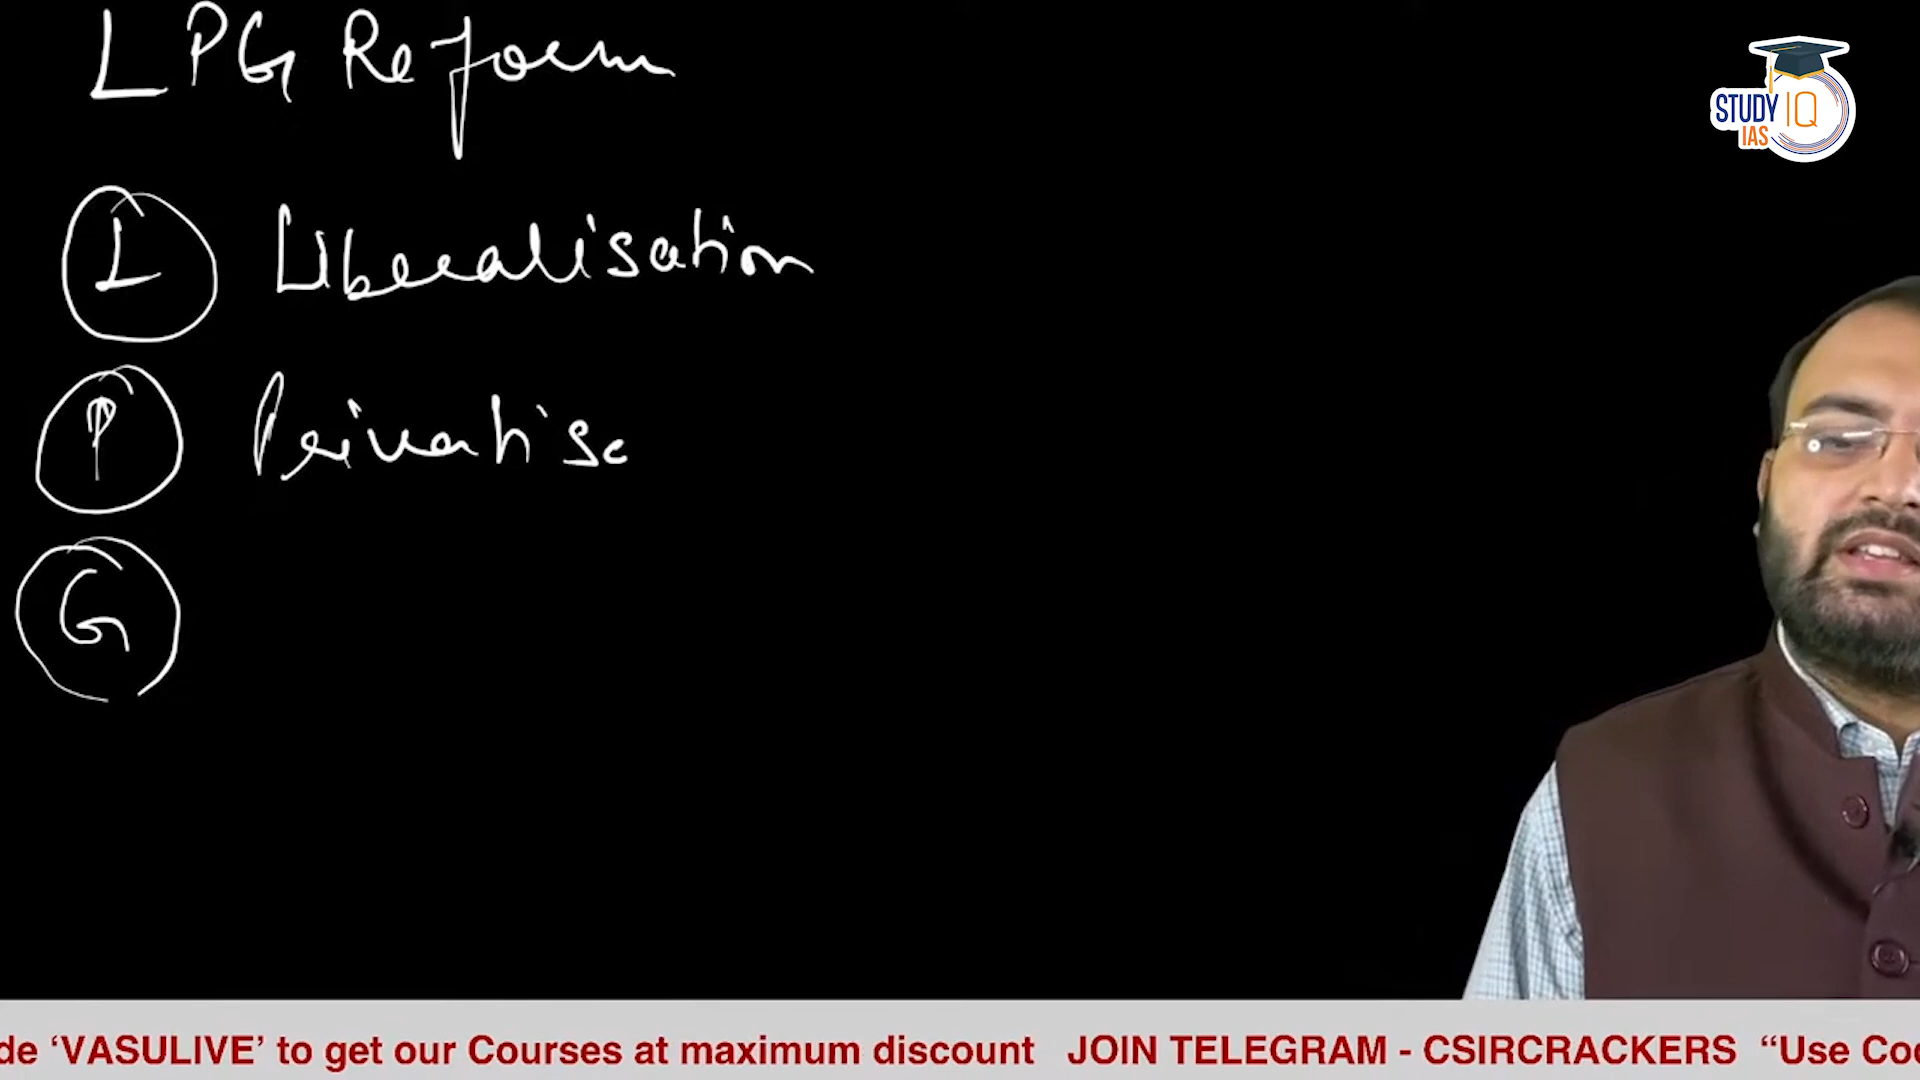 LPG Reform
STUDY IQ
IAS
L Liberalisation
P Privatisa
G
de ‘VASULIVE’ to get our Courses at maximum discount JOIN TELEGRAM - CSIRCRACKERS “Use Coc